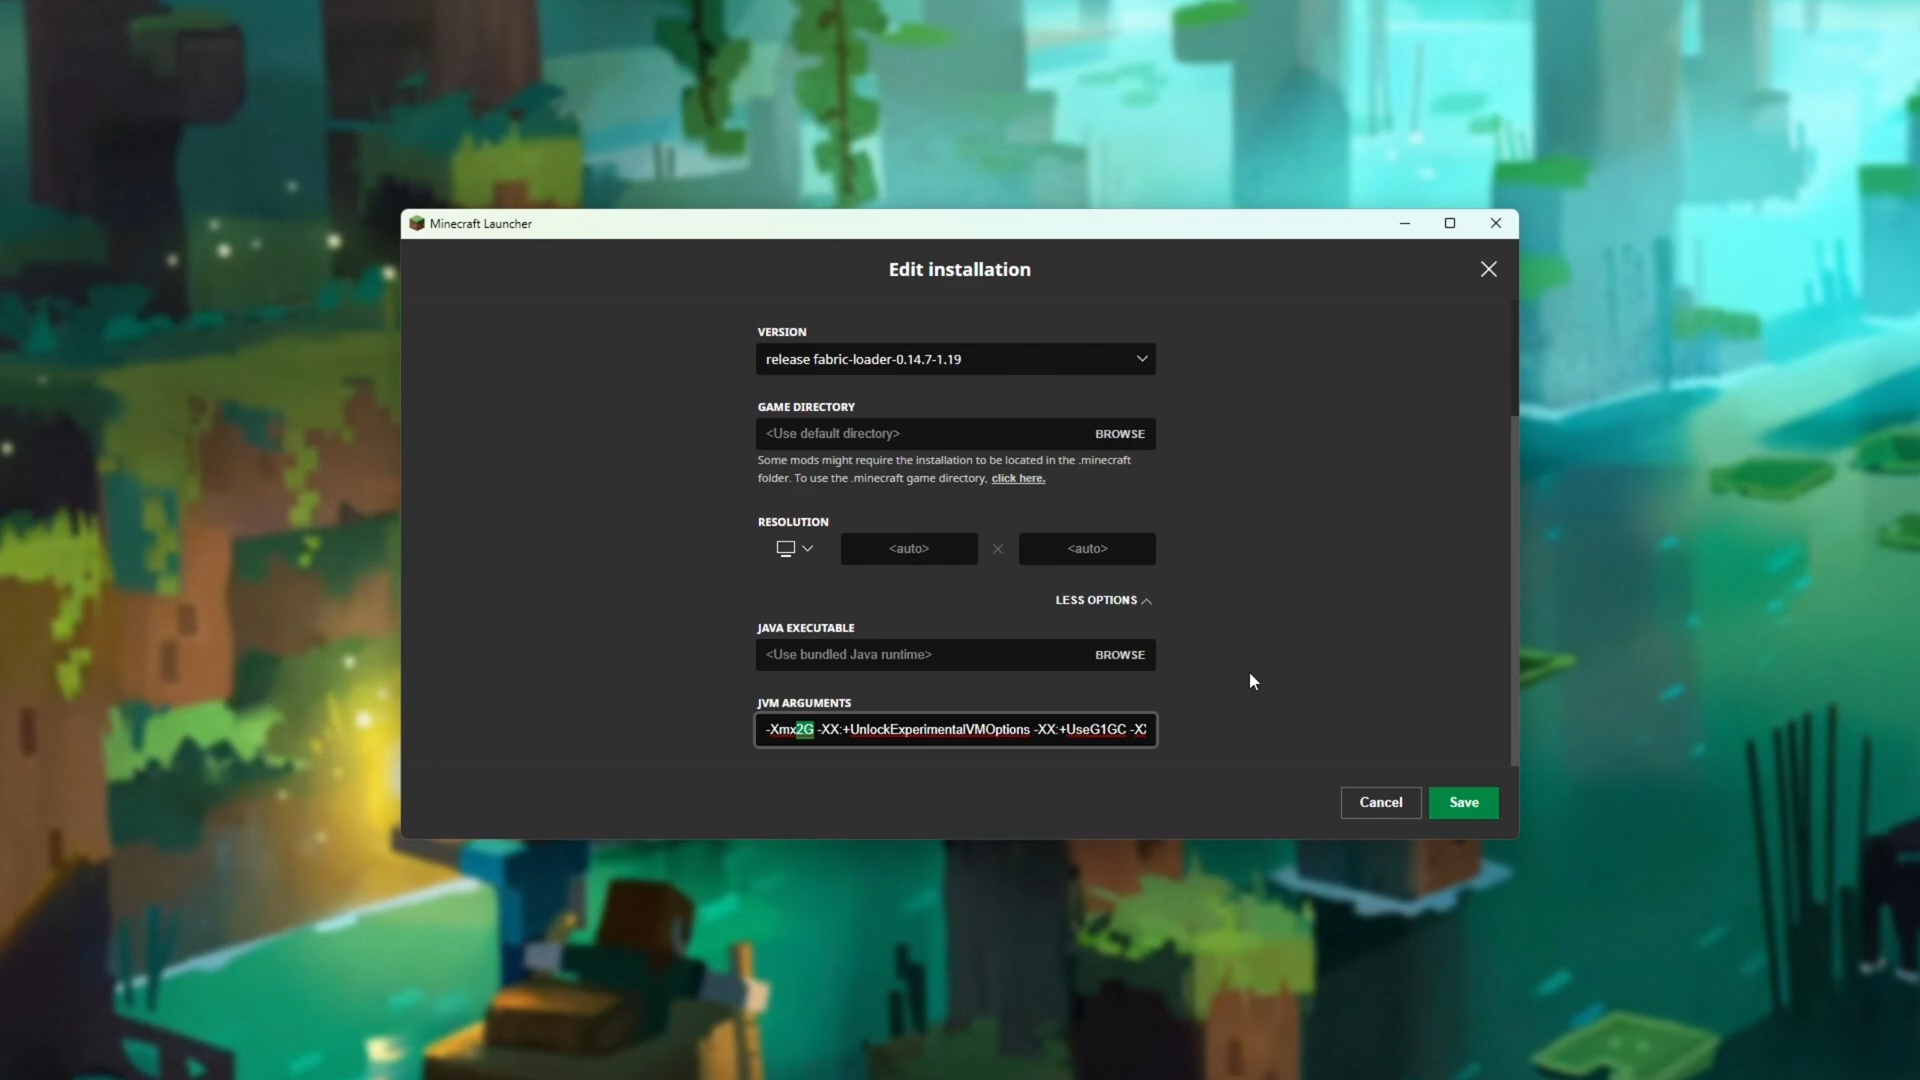 Minecraft Launcher
Edit installation
VERSION
release fabric-loader-0.14.7-1.19
GAME DIRECTORY
<Use default directory>
BROWSE
Some mods might require the installation to be located in the .minecraft
folder. To use the .minecraft game directory, click here.
RESOLUTION
<auto>
<auto>
LESS OPTIONS
JAVA EXECUTABLE
<Use bundled Java runtime>
BROWSE
JVM ARGUMENTS
-Xmx2G -XX:+UnlockExperimentalVMOptions -XX:+UseG1GC -X
Cancel
Save